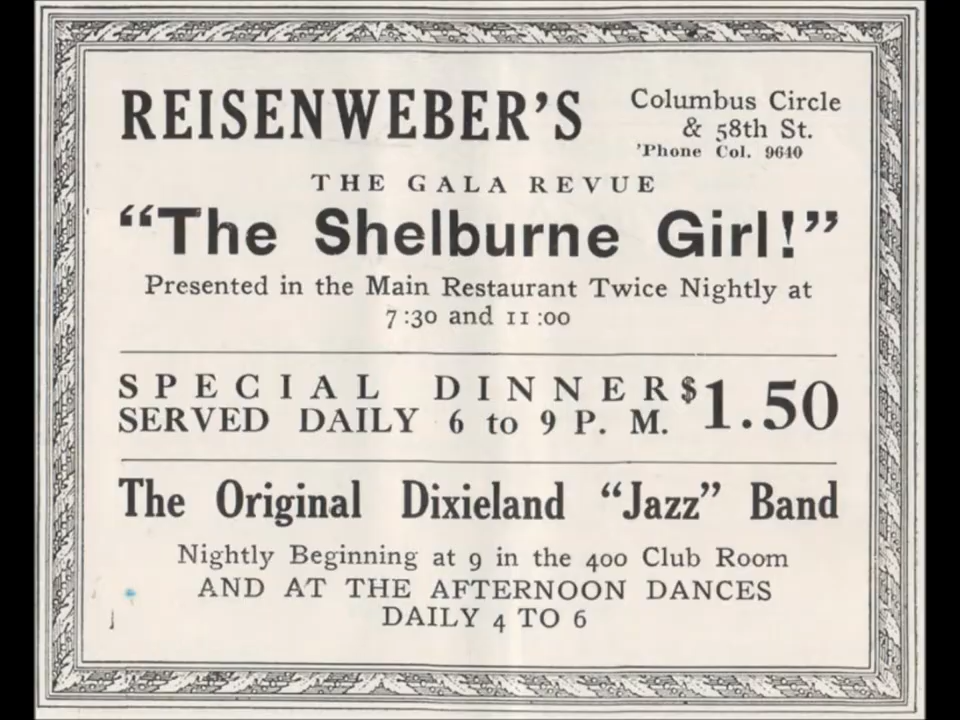 REISENWEBER'S
Columbus Circle
& 58th St.
'Phone Col. 9640
THE GALA REVUE
“The Shelburne Girl!”
Presented in the Main Restaurant Twice Nightly at
7:30 and 11:00
SPECIAL DINNER $1.50
SERVED DAILY 6 to 9 P. M.
The Original Dixieland “Jazz” Band
Nightly Beginning at 9 in the 400 Club Room
AND AT THE AFTERNOON DANCES
DAILY 4 TO 6